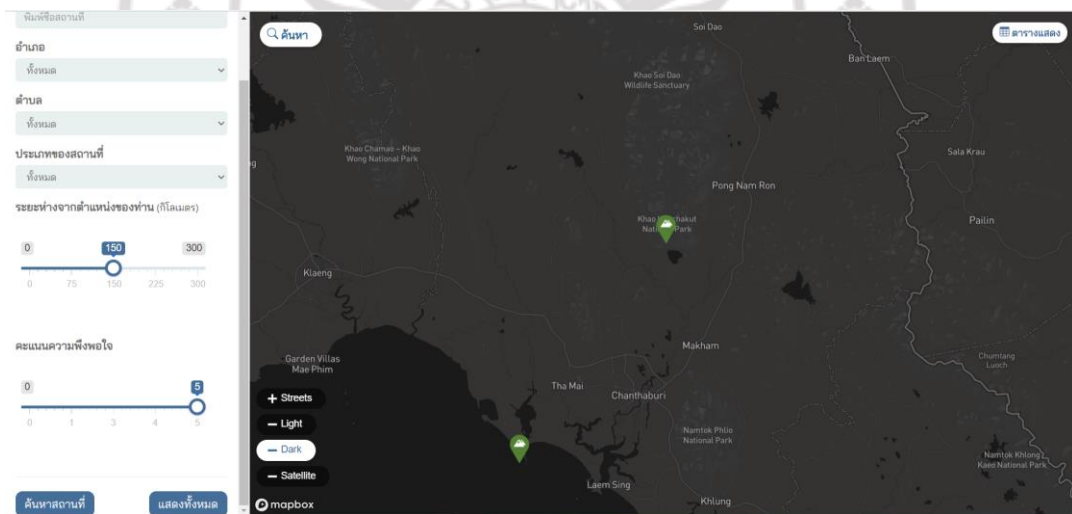 พิมพ์ชื่อสถานที่
อำเภอ
ทั้งหมด
ตำบล
ทั้งหมด
ประเภทของสถานที่
ทั้งหมด
ระยะห่างจากตำแหน่งของท่าน (กิโลเมตร)
0 150 300
0 75 150 225 300
คะแนนความพึงพอใจ
0 5
0 1 3 4 5
ค้นหาสถานที่ แสดงทั้งหมด
ค้นหา
ตารางแสดง
Soi Dao
Ban Laem
Khao Soi Dao
Wildlife Sanctuary
Khao Chamao – Khao
Wong National Park
Sala Krau
Pong Nam Ron
Khao
National Park
Pailin
Klaeng
Makham
Garden Villas
Mae Phim
Chumlang
Luoch
Tha Mai
Chanthaburi
+ Streets
– Light
– Dark
– Satellite
Namtok Phlio
National Park
Namtok Khlong
Kaeo National Park
Laem Sing
Khlung
mapbox